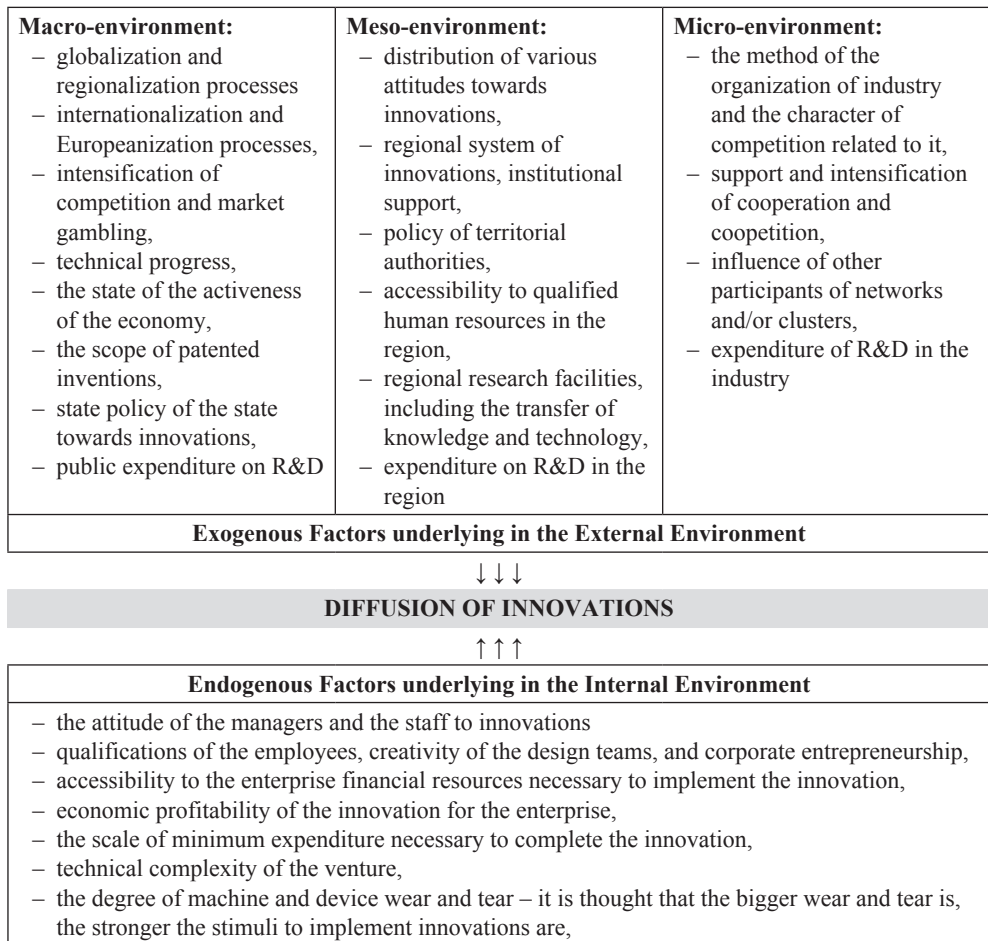 Macro-environment:
– globalization and
regionalization processes
– internationalization and
Europeanization processes,
– intensification of
competition and market
gambling,
– technical progress,
– the state of the activeness
of the economy,
– the scope of patented
inventions,
– state policy of the state
towards innovations,
– public expenditure on R&D
Meso-environment:
– distribution of various
attitudes towards
innovations,
– regional system of
innovations, institutional
support,
– policy of territorial
authorities,
– accessibility to qualified
human resources in the
region,
– regional research facilities,
including the transfer of
knowledge and technology,
– expenditure on R&D in the
region
Micro-environment:
– the method of the
organization of industry
and the character of
competition related to it,
– support and intensification
of cooperation and
coopetition,
– influence of other
participants of networks
and/or clusters,
– expenditure of R&D in the
industry
Exogenous Factors underlying in the External Environment
↓ ↓ ↓
DIFFUSION OF INNOVATIONS
↑ ↑ ↑
Endogenous Factors underlying in the Internal Environment
– the attitude of the managers and the staff to innovations
– qualifications of the employees, creativity of the design teams, and corporate entrepreneurship,
– accessibility to the enterprise financial resources necessary to implement the innovation,
– economic profitability of the innovation for the enterprise,
– the scale of minimum expenditure necessary to complete the innovation,
– technical complexity of the venture,
– the degree of machine and device wear and tear – it is thought that the bigger wear and tear is,
the stronger the stimuli to implement innovations are,